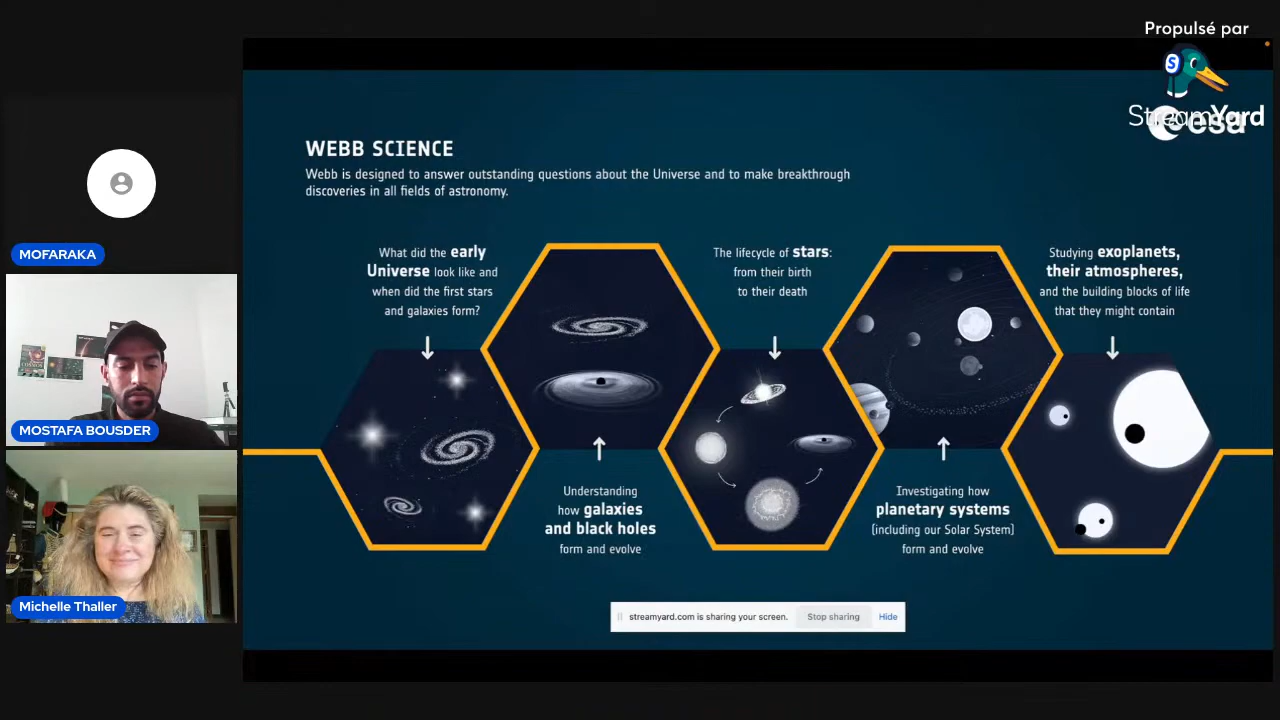 Propulsé par
StreamYard
esa
WEBB SCIENCE
Webb is designed to answer outstanding questions about the Universe and to make breakthrough
discoveries in all fields of astronomy.
What did the early
Universe look like and
when did the first stars
and galaxies form?
The lifecycle of stars:
from their birth
to their death
Studying exoplanets,
their atmospheres,
and the building blocks of life
that they might contain
Understanding
how galaxies
and black holes
form and evolve
Investigating how
planetary systems
(including our Solar System)
form and evolve
streamyard.com is sharing your screen.
Stop sharing
Hide
MOFARAKA
MOSTAFA BOUSDER
Michelle Thaller